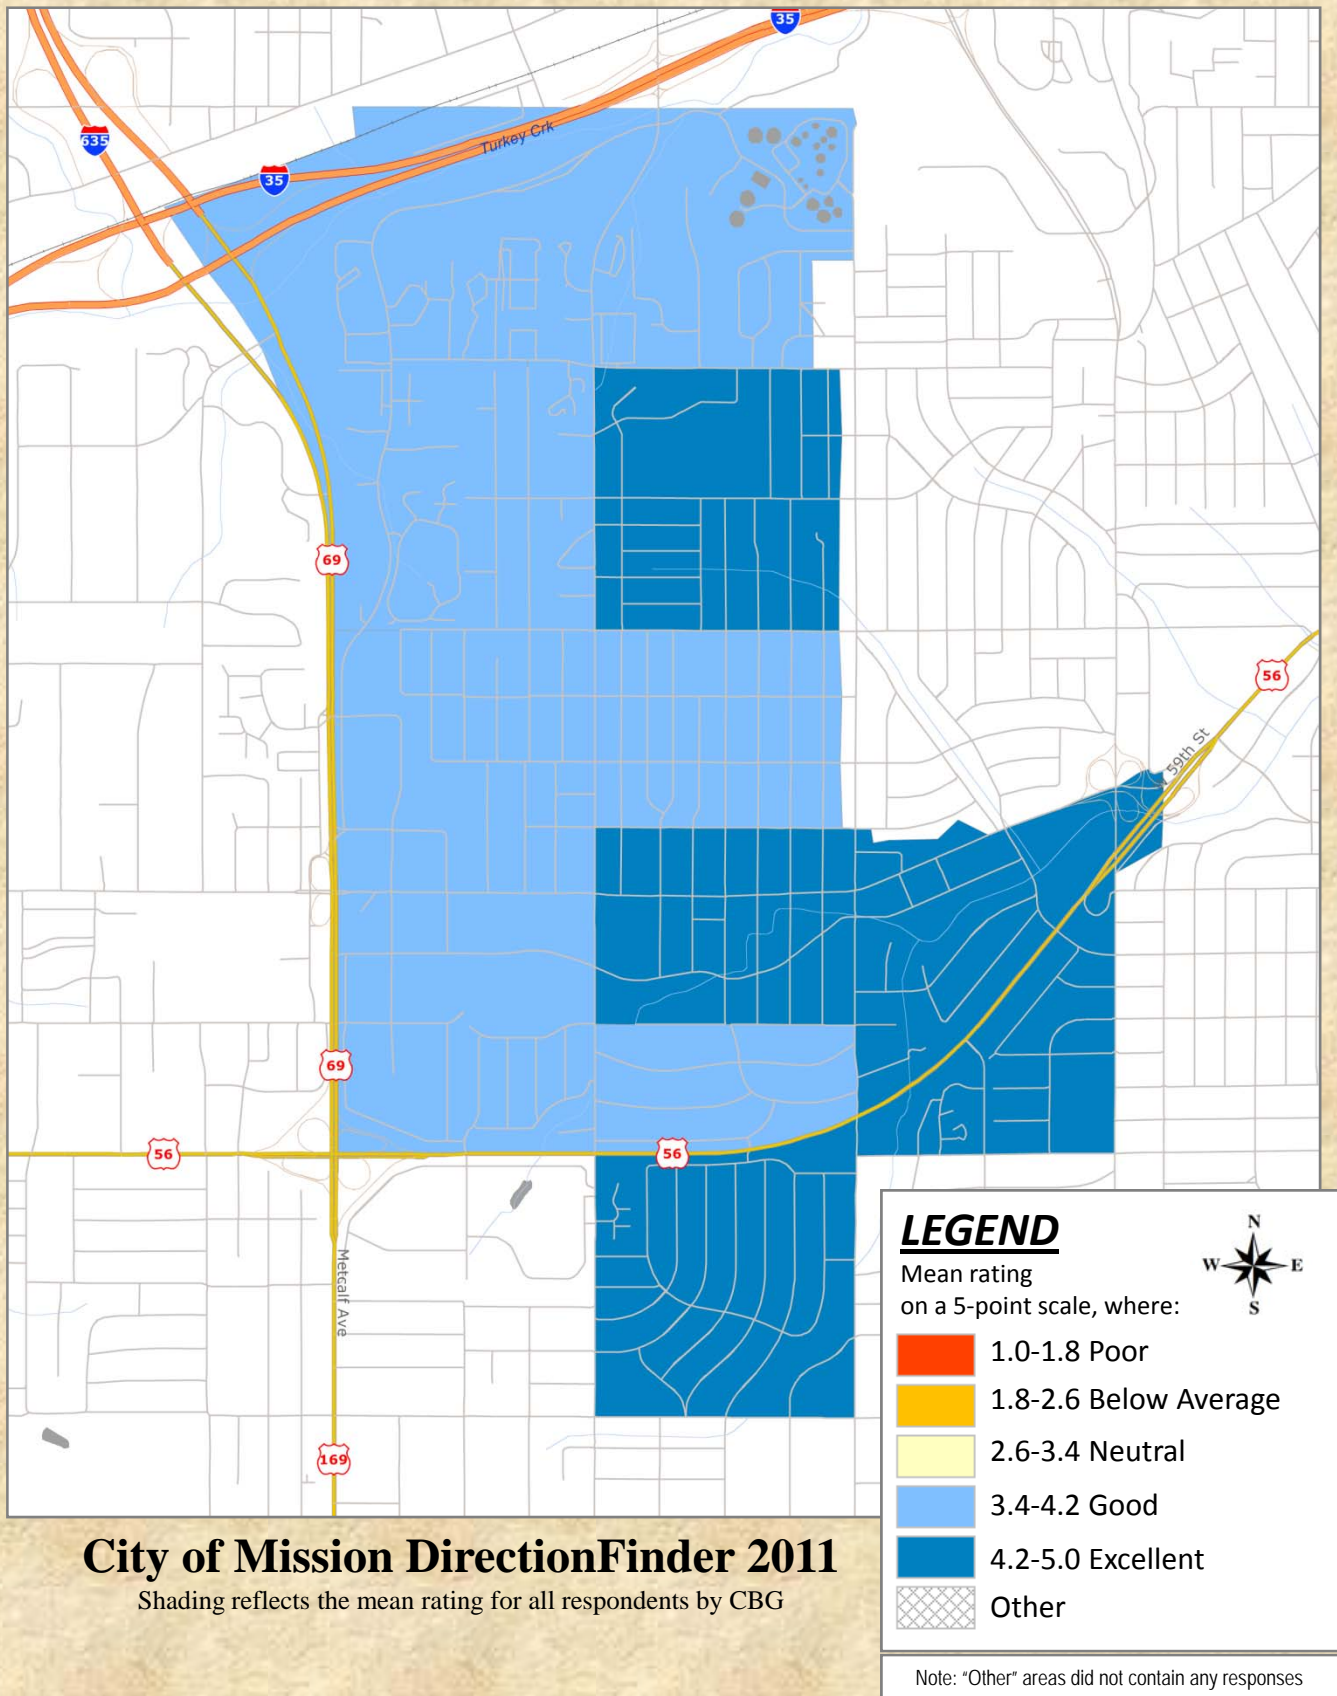 35
635
Turkey Crk
35
69
56
W 59th St
69
56
56
Metcalf Ave
169
LEGEND
Mean rating
on a 5-point scale, where:
N
W E
S
1.0-1.8 Poor
1.8-2.6 Below Average
2.6-3.4 Neutral
3.4-4.2 Good
4.2-5.0 Excellent
Other
City of Mission DirectionFinder 2011
Shading reflects the mean rating for all respondents by CBG
Note: “Other” areas did not contain any responses